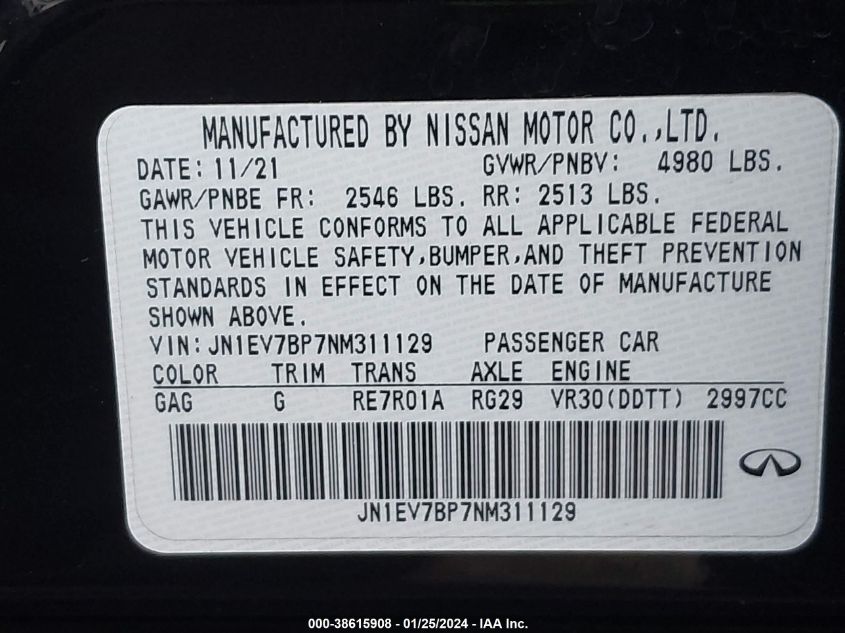 MANUFACTURED BY NISSAN MOTOR CO.,LTD.
DATE: 11/21 GVWR/PNBV: 4980 LBS.
GAWR/PNBE FR: 2546 LBS. RR: 2513 LBS.
THIS VEHICLE CONFORMS TO ALL APPLICABLE FEDERAL
MOTOR VEHICLE SAFETY,BUMPER,AND THEFT PREVENTION
STANDARDS IN EFFECT ON THE DATE OF MANUFACTURE
SHOWN ABOVE.
VIN:JN1EV7BP7NM311129 PASSENGER CAR
COLOR TRIM TRANS AXLE ENGINE
GAG G RE7R01A RG29 VR30(DDTT) 2997CC
JN1EV7BP7NM311129
000-38615908 - 01/25/2024 - IAA Inc.